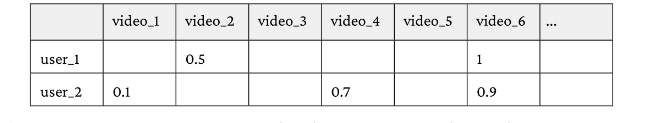 video_1 video_2 video_3 video_4 video_5 video_6 ...
user_1 0.5 1
user_2 0.1 0.7 0.9